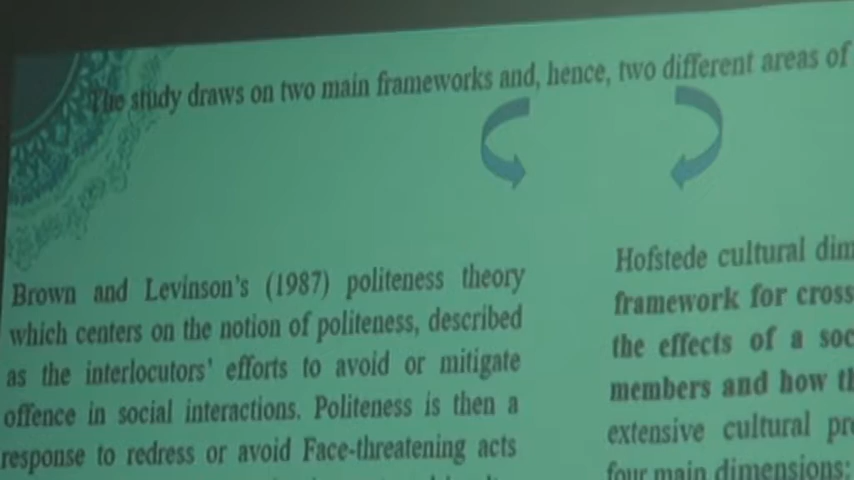 The study draws on two main frameworks and, hence, two different areas of
Brown and Levinson's (1987) politeness theory
which centers on the notion of politeness, described
as the interlocutors' efforts to avoid or mitigate
offence in social interactions. Politeness is then a
response to redress or avoid Face-threatening acts
Hofstede cultural dim
framework for cross
the effects of a soc
members and how th
extensive cultural pr
four main dimensions: